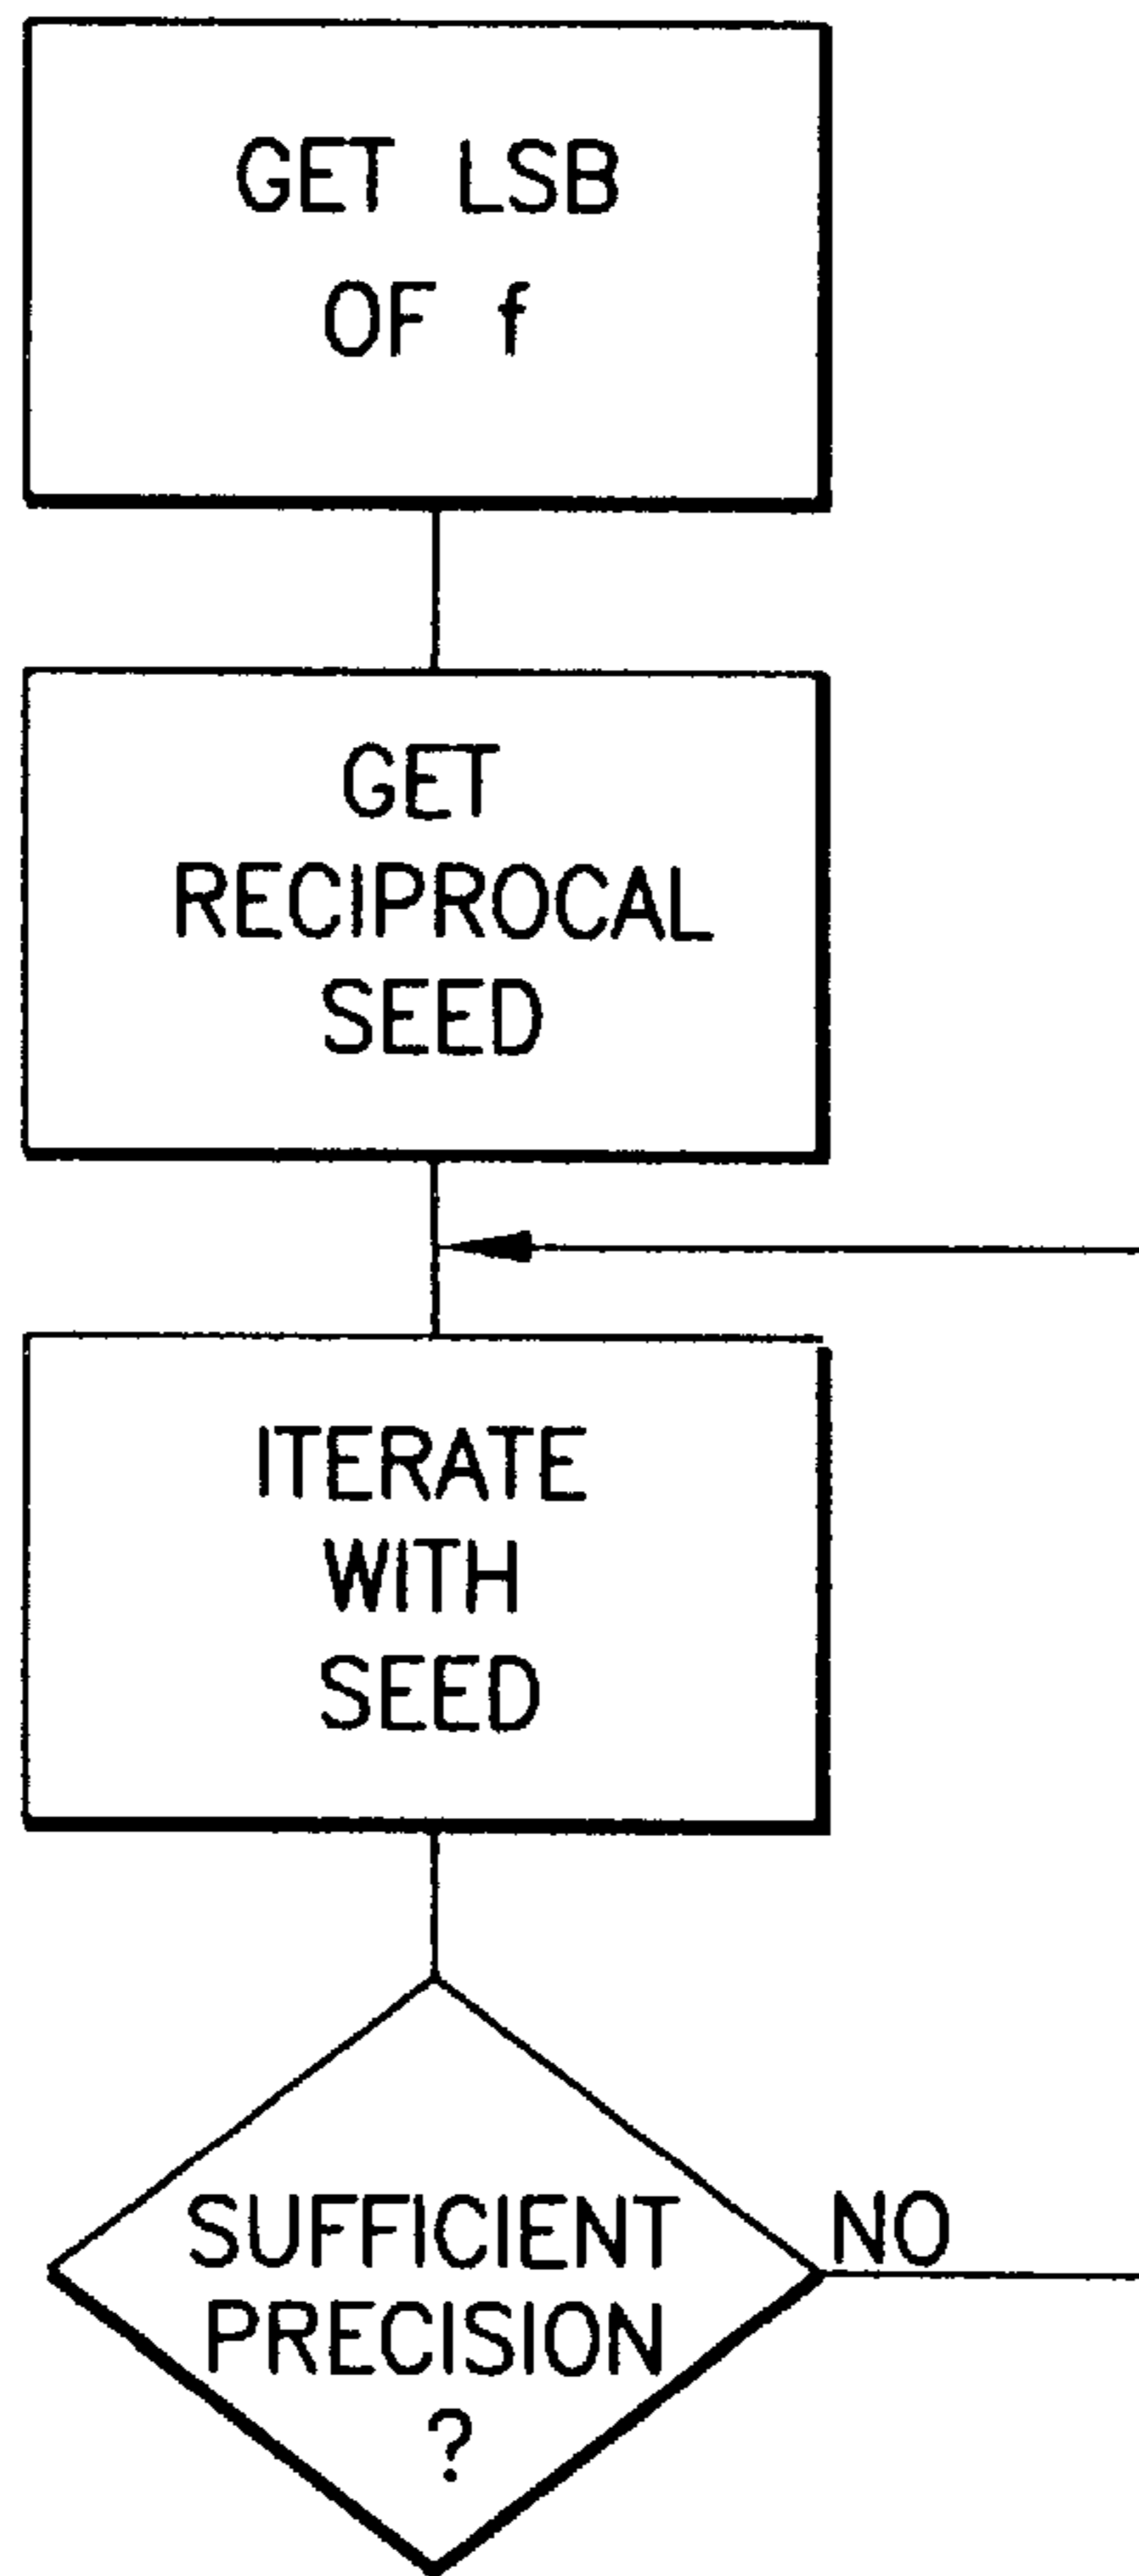 GET LSB
OF f
GET
RECIPROCAL
SEED
ITERATE
WITH
SEED
SUFFICIENT
PRECISION
?
NO